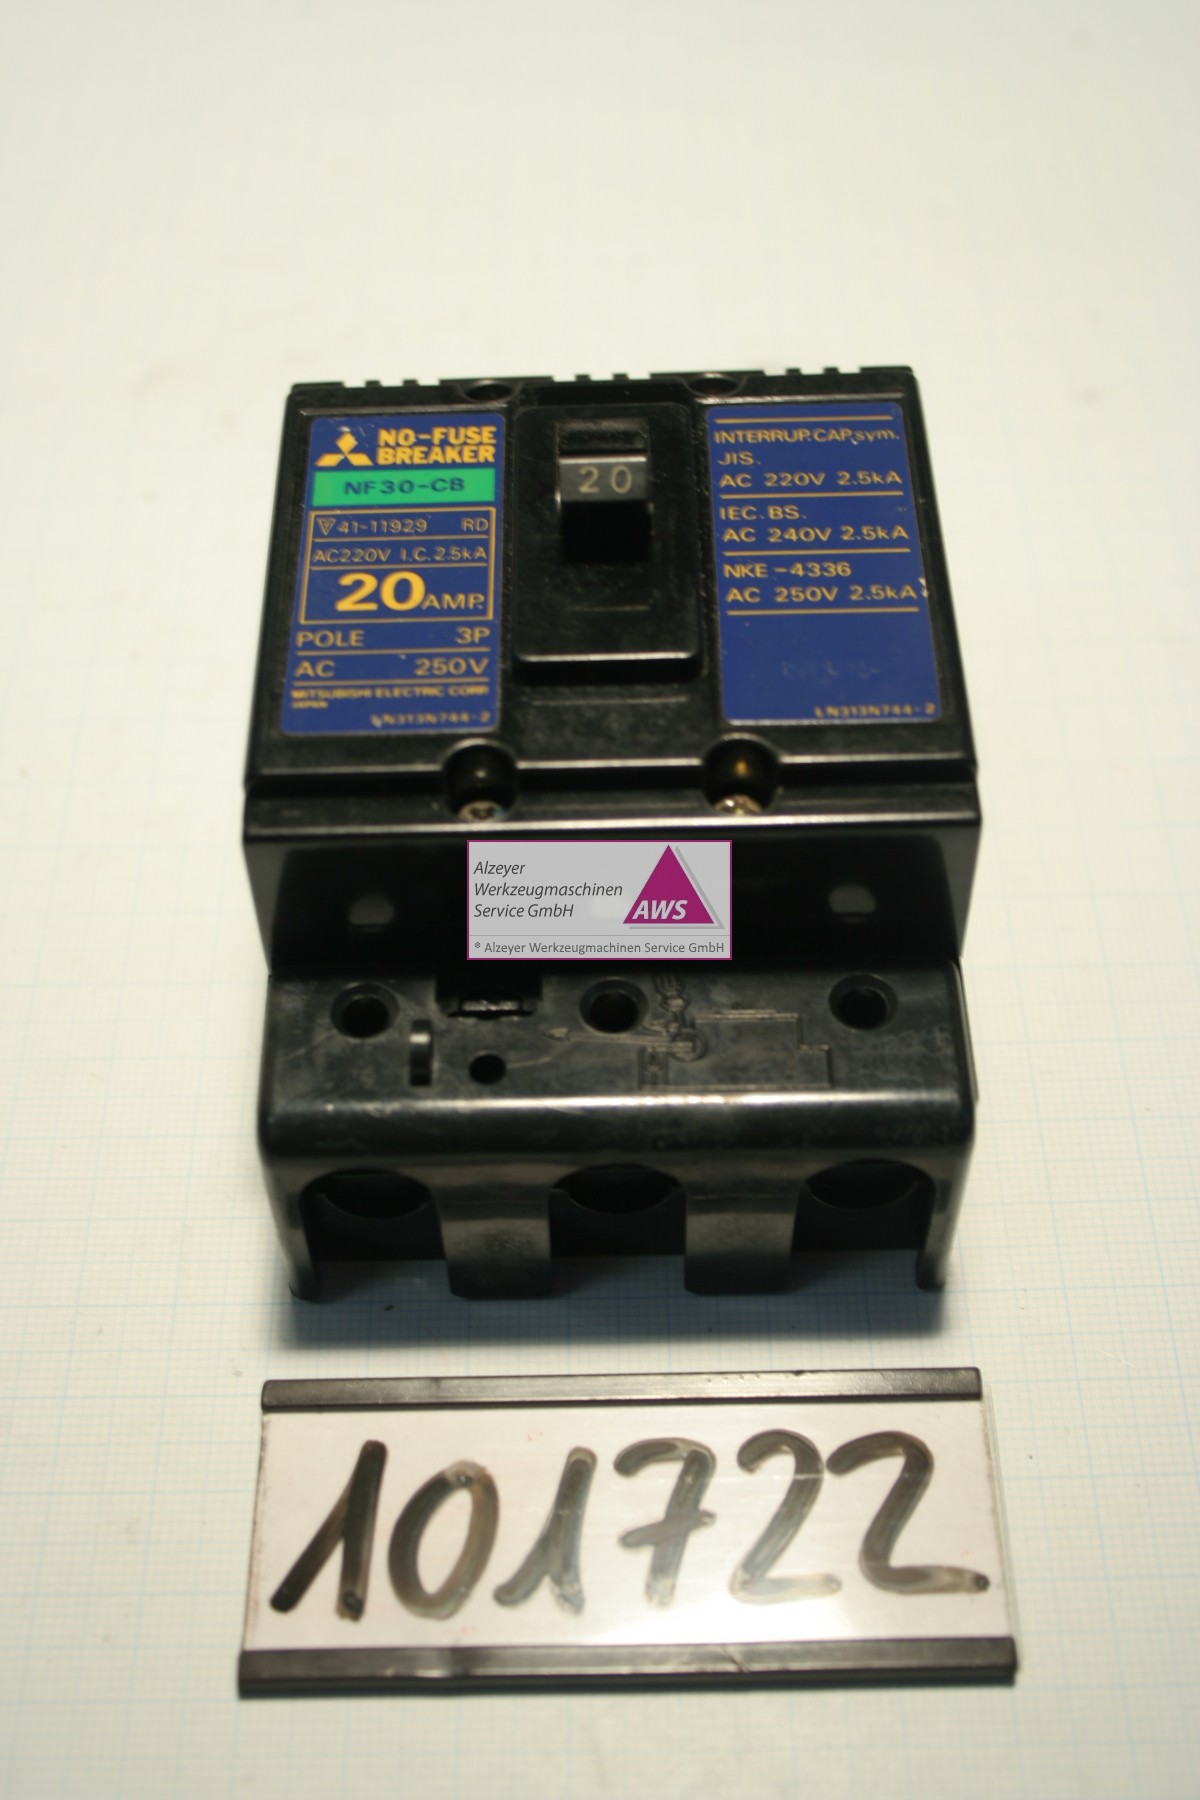 NO-FUSE
BREAKER
NF30-CB
41-11929 RD
AC220V I.C. 2.5kA
20 AMP.
POLE 3P
AC 250V
MITSUBISHI ELECTRIC CORP.
JAPAN
LN313N744-2
20
INTERRUP.CAP.sym.
JIS.
AC 220V 2.5kA
IEC. BS.
AC 240V 2.5kA
NKE-4336
AC 250V 2.5kA
LN313N744-2
Alzeyer
Werkzeugmaschinen
Service GmbH
AWS
® Alzeyer Werkzeugmachinen Service GmbH
101722